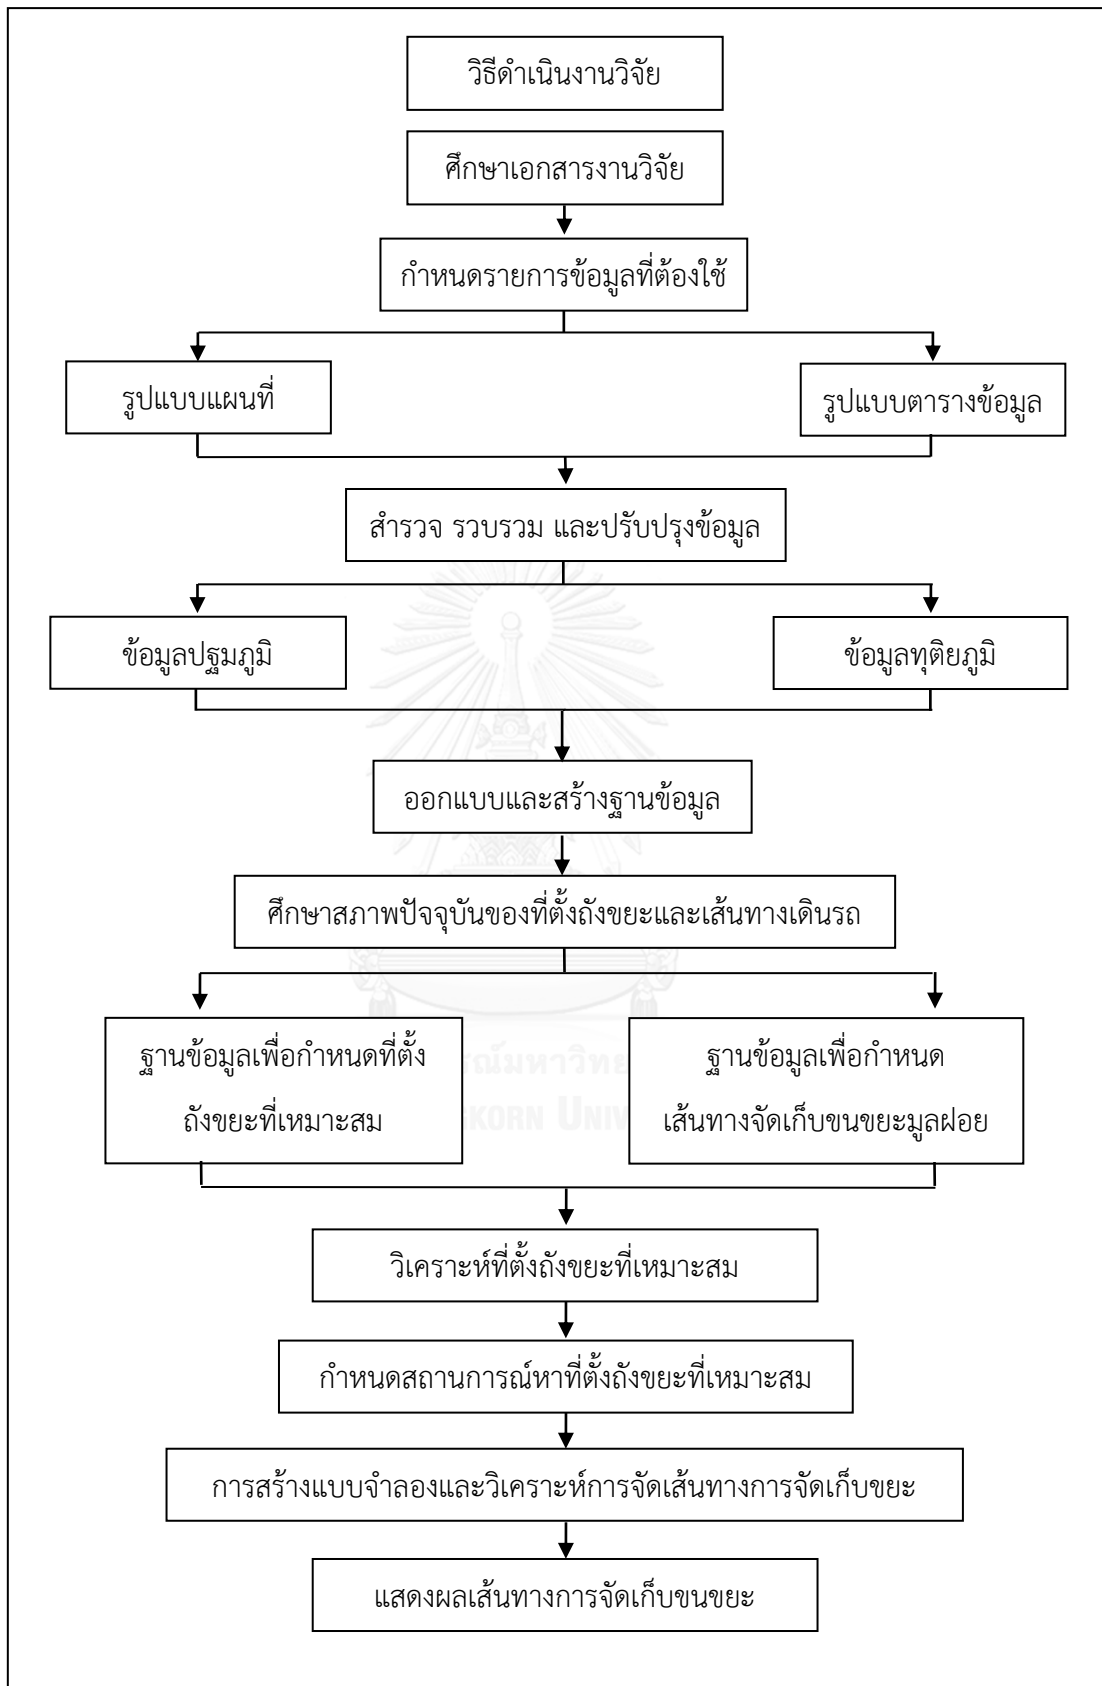 วิธีดำเนินงานวิจัย
ศึกษาเอกสารงานวิจัย
กำหนดรายการข้อมูลที่ต้องใช้
รูปแบบแผนที่
รูปแบบตารางข้อมูล
สำรวจ รวบรวม และปรับปรุงข้อมูล
ข้อมูลปฐมภูมิ
ข้อมูลทุติยภูมิ
ออกแบบและสร้างฐานข้อมูล
ศึกษาสภาพปัจจุบันของที่ตั้งถังขยะและเส้นทางเดินรถ
ฐานข้อมูลเพื่อกำหนดที่ตั้ง
ถังขยะที่เหมาะสม
ฐานข้อมูลเพื่อกำหนด
เส้นทางจัดเก็บขนขยะมูลฝอย
วิเคราะห์ที่ตั้งถังขยะที่เหมาะสม
กำหนดสถานการณ์หาที่ตั้งถังขยะที่เหมาะสม
การสร้างแบบจำลองและวิเคราะห์การจัดเส้นทางการจัดเก็บขยะ
แสดงผลเส้นทางการจัดเก็บขนขยะ